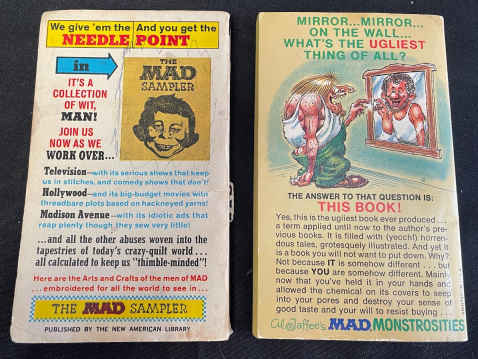 We give 'em the And you get the
NEEDLE POINT
in
THE
MAD
SAMPLER
IT'S A
COLLECTION
OF WIT,
MAN!
JOIN US
NOW AS WE
WORK OVER...
Television—with its serious shows that keep
us in stitches, and comedy shows that don't!
Hollywood—and its big-budget movies with
threadbare plots based on hackneyed yarns!
Madison Avenue—with its idiotic ads that
reap plenty though they sew very little!
...and all the other abuses woven into the
tapestries of today's crazy-quilt world...
all calculated to keep us "thimble-minded"!
Here are the Arts and Crafts of the men of MAD
...embroidered for all the world to see in...
THE MAD SAMPLER
PUBLISHED BY THE NEW AMERICAN LIBRARY
MIRROR...MIRROR...
ON THE WALL...
WHAT'S THE UGLIEST
THING OF ALL?
THE ANSWER TO THAT QUESTION IS:
THIS BOOK!
Yes, this is the ugliest book ever produced...
a term applied until now to the author's pre-
vious books. It is filled with (yecch!) horren-
dous tales, grotesquely illustrated. And yet it
is a book you will not want to put down. Why?
Not because IT is somehow different... but
because YOU are somehow different. Mainly
now that you've held it in your hands and
allowed the chemical on its covers to seep
into your pores and destroy your sense of
good taste and your will to resist buying...
Al Jaffee's MAD MONSTROSITIES